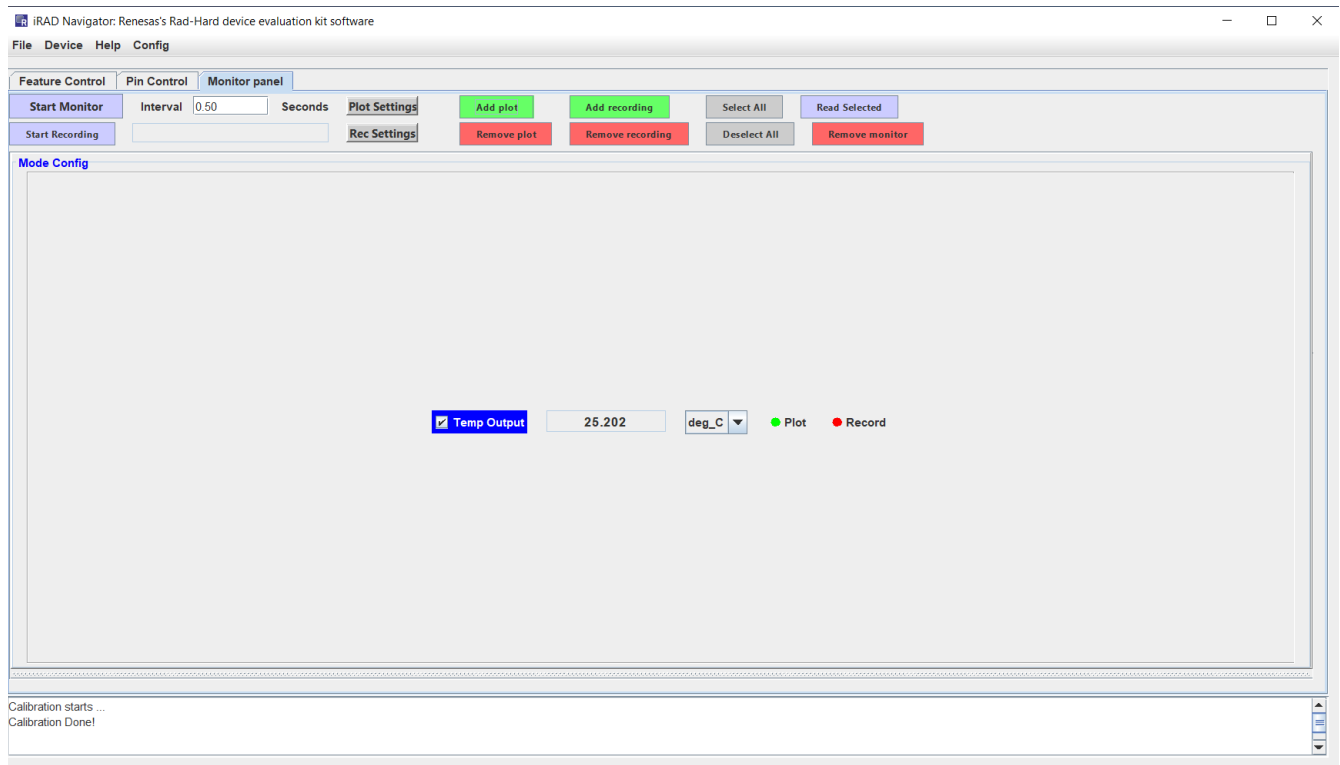 iRAD Navigator: Renesas's Rad-Hard device evaluation kit software
File Device Help Config
Feature Control Pin Control Monitor panel
Start Monitor Interval 0.50 Seconds Plot Settings Add plot Add recording Select All Read Selected
Start Recording Rec Settings Remove plot Remove recording Deselect All Remove monitor
Mode Config
Temp Output 25.202 deg_C Plot Record
Calibration starts ...
Calibration Done!